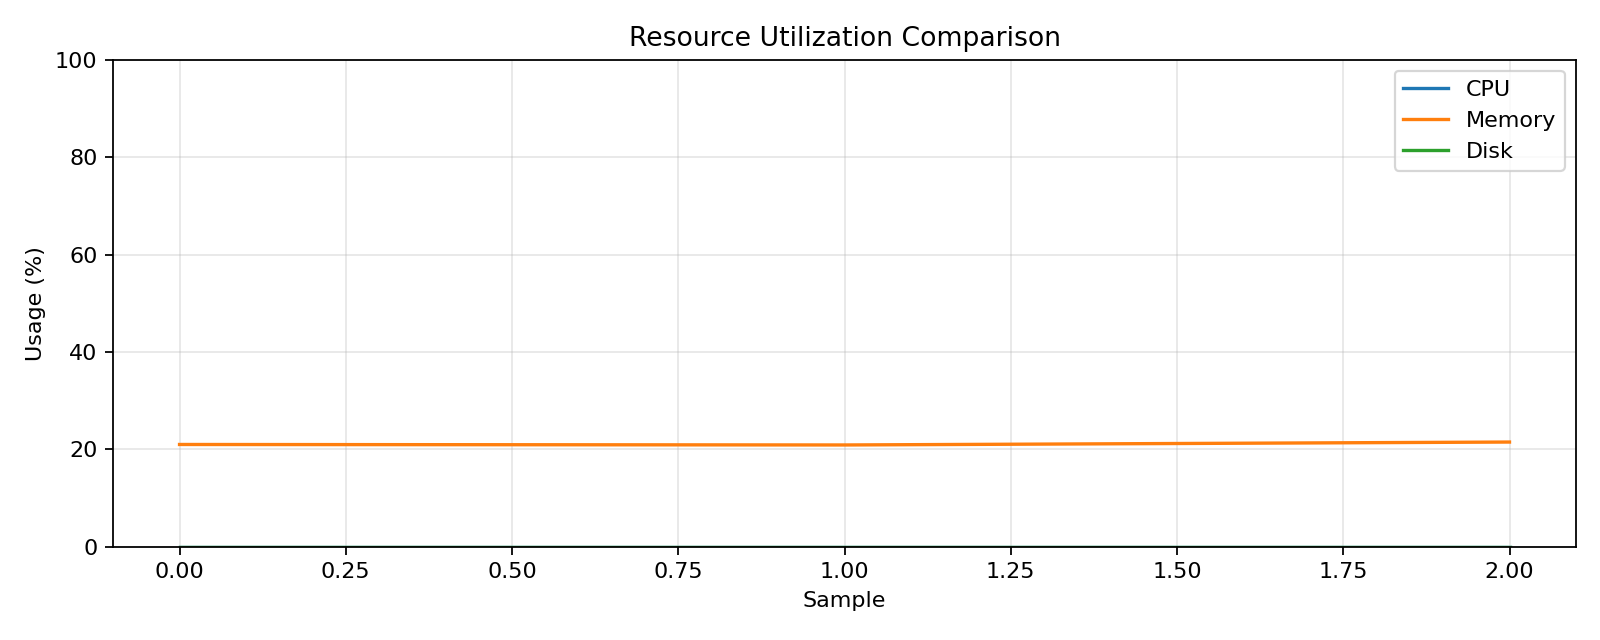 Resource Utilization Comparison
100
80
60
40
20
0
Usage (%)
CPU
Memory
Disk
0.00 0.25 0.50 0.75 1.00 1.25 1.50 1.75 2.00
Sample